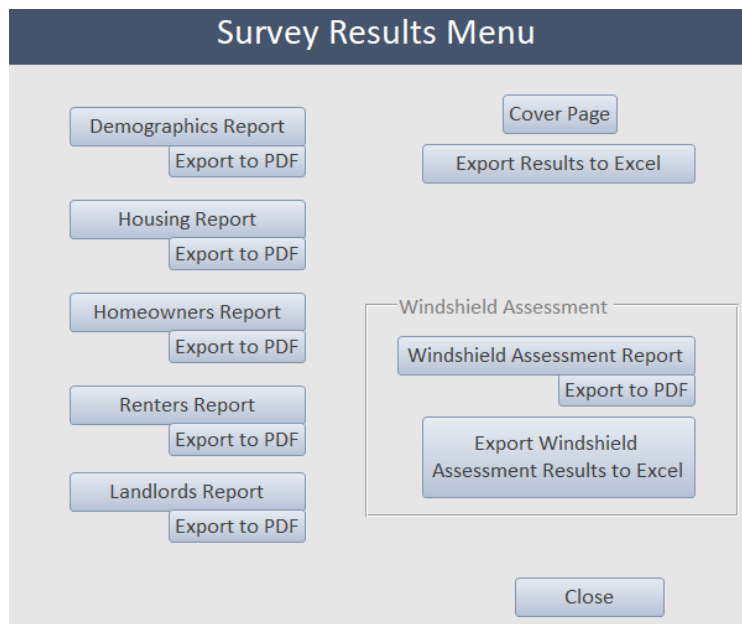 Survey Results Menu
Demographics Report
Export to PDF
Housing Report
Export to PDF
Homeowners Report
Export to PDF
Renters Report
Export to PDF
Landlords Report
Export to PDF
Cover Page
Export Results to Excel
Windshield Assessment
Windshield Assessment Report
Export to PDF
Export Windshield
Assessment Results to Excel
Close